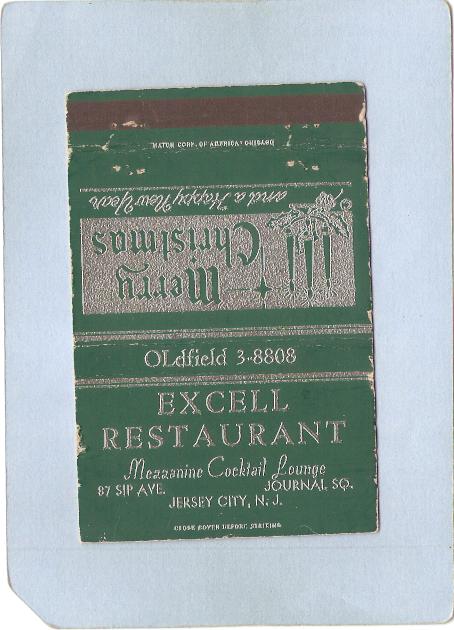 MATCH CORP. OF AMERICA, CHICAGO
Merry
Christmas
and a Happy New Year
OLdfield 3-8808
EXCELL
RESTAURANT
Mezzanine Cocktail Lounge
87 SIP AVE. JOURNAL SQ.
JERSEY CITY, N. J.
CLOSE COVER BEFORE STRIKING